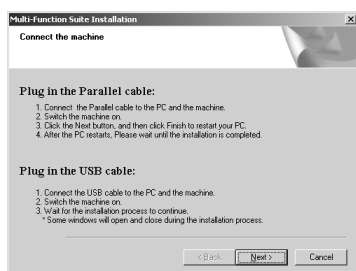 Multi-Function Suite Installation
Connect the machine
Plug in the Parallel cable:
1. Connect the Parallel cable to the PC and the machine.
2. Switch the machine on.
3. Click the Next button, and then click Finish to restart your PC.
4. After the PC restarts, Please wait until the installation is completed.
Plug in the USB cable:
1. Connect the USB cable to the PC and the machine.
2. Switch the machine on.
3. Wait for the installation process to continue.
* Some windows will open and close during the installation process.
< Back Next > Cancel